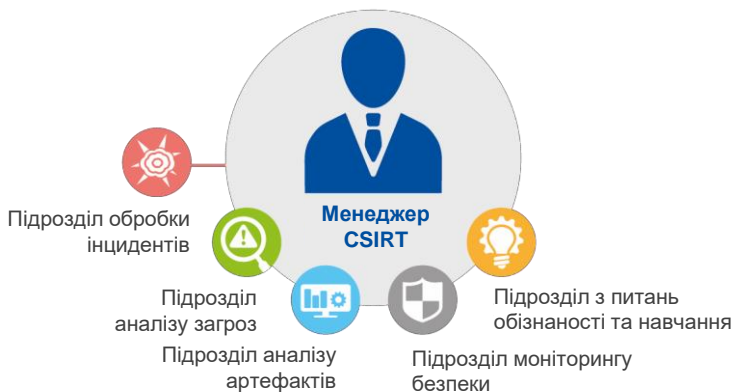 Менеджер
CSIRT
Підрозділ обробки
інцидентів
Підрозділ
аналізу загроз
Підрозділ аналізу
артефактів
Підрозділ моніторингу
безпеки
Підрозділ з питань
обізнаності та навчання